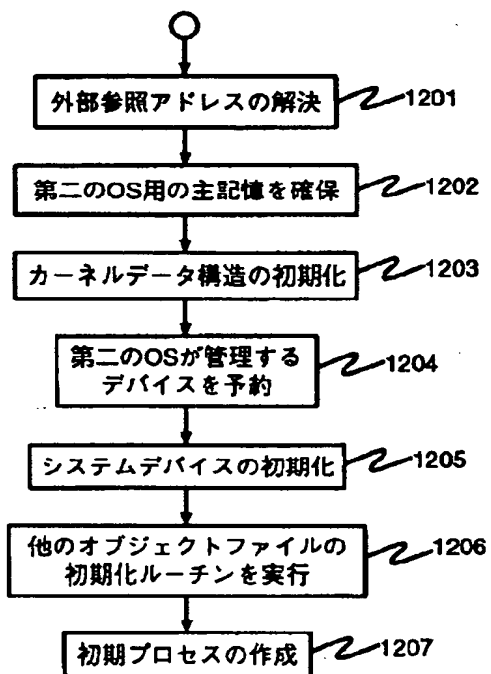 外部参照アドレスの解決
1201
第二のOS用の主記憶を確保
1202
カーネルデータ構造の初期化
1203
第二のOSが管理する
デバイスを予約
1204
システムデバイスの初期化
1205
他のオブジェクトファイルの
初期化ルーチンを実行
1206
初期プロセスの作成
1207